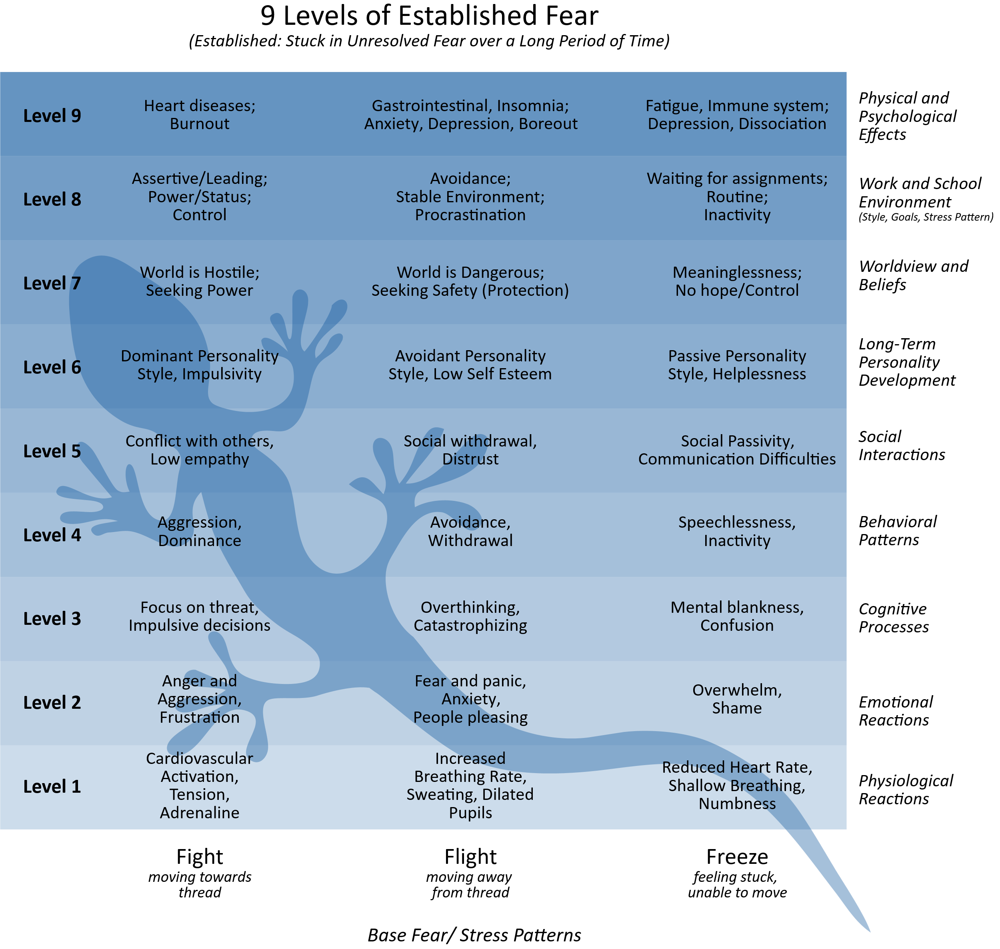 9 Levels of Established Fear
(Established: Stuck in Unresolved Fear over a Long Period of Time)
Level 9
Heart diseases;
Burnout
Gastrointestinal, Insomnia;
Anxiety, Depression, Boreout
Fatigue, Immune system;
Depression, Dissociation
Physical and
Psychological
Effects
Level 8
Assertive/Leading;
Power/Status;
Control
Avoidance;
Stable Environment;
Procrastination
Waiting for assignments;
Routine;
Inactivity
Work and School
Environment
(Style, Goals, Stress Pattern)
Level 7
World is Hostile;
Seeking Power
World is Dangerous;
Seeking Safety (Protection)
Meaninglessness;
No hope/Control
Worldview and
Beliefs
Level 6
Dominant Personality
Style, Impulsivity
Avoidant Personality
Style, Low Self Esteem
Passive Personality
Style, Helplessness
Long-Term
Personality
Development
Level 5
Conflict with others,
Low empathy
Social withdrawal,
Distrust
Social Passivity,
Communication Difficulties
Social
Interactions
Level 4
Aggression,
Dominance
Avoidance,
Withdrawal
Speechlessness,
Inactivity
Behavioral
Patterns
Level 3
Focus on threat,
Impulsive decisions
Overthinking,
Catastrophizing
Mental blankness,
Confusion
Cognitive
Processes
Level 2
Anger and
Aggression,
Frustration
Fear and panic,
Anxiety,
People pleasing
Overwhelm,
Shame
Emotional
Reactions
Level 1
Cardiovascular
Activation,
Tension,
Adrenaline
Increased
Breathing Rate,
Sweating, Dilated
Pupils
Reduced Heart Rate,
Shallow Breathing,
Numbness
Physiological
Reactions
Fight
moving towards
thread
Flight
moving away
from thread
Freeze
feeling stuck,
unable to move
Base Fear/ Stress Patterns